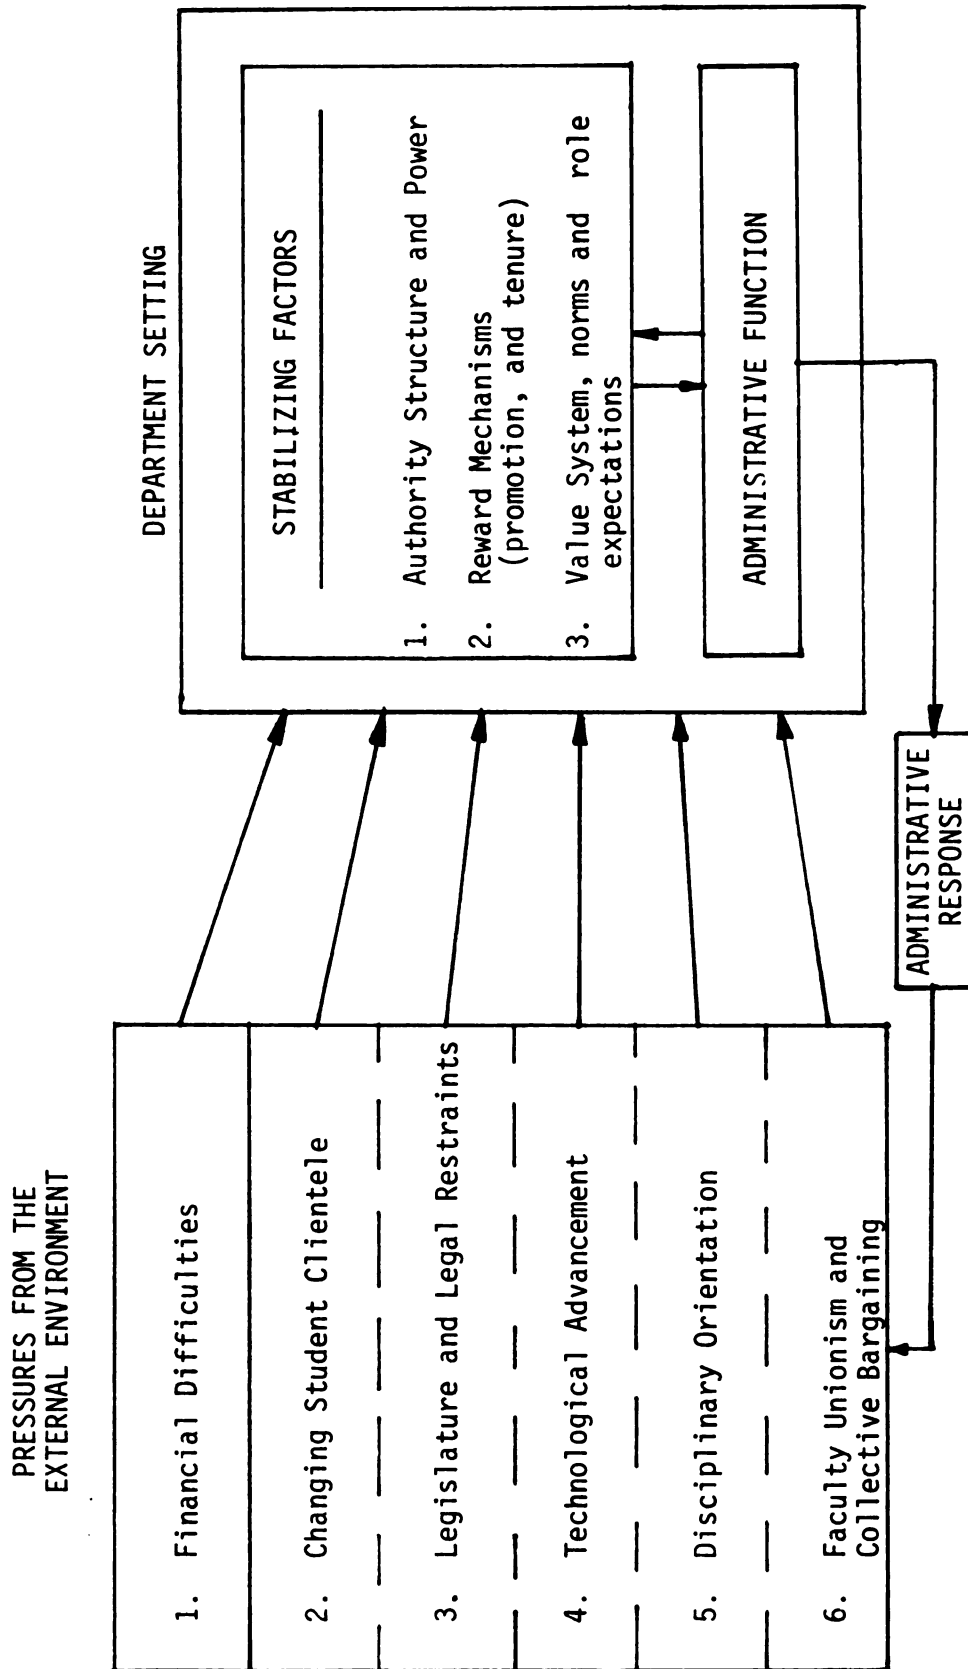 PRESSURES FROM THE
EXTERNAL ENVIRONMENT
1. Financial Difficulties
2. Changing Student Clientele
3. Legislature and Legal Restraints
4. Technological Advancement
5. Disciplinary Orientation
6. Faculty Unionism and
Collective Bargaining
DEPARTMENT SETTING
STABILIZING FACTORS
1. Authority Structure and Power
2. Reward Mechanisms
(promotion, and tenure)
3. Value System, norms and role
expectations
ADMINISTRATIVE FUNCTION
ADMINISTRATIVE
RESPONSE